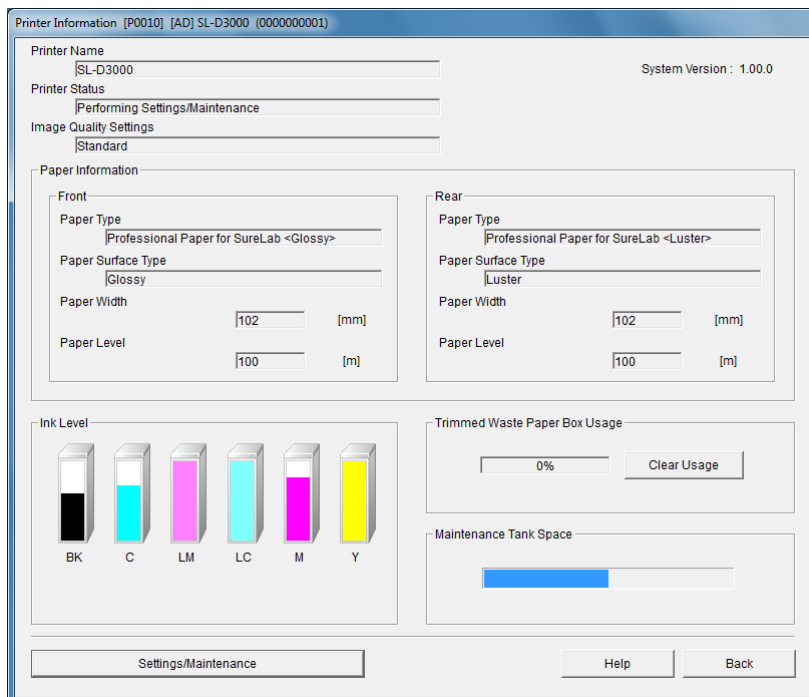 Printer Information [P0010] [AD] SL-D3000 (0000000001)
Printer Name
SL-D3000
System Version : 1.00.0
Printer Status
Performing Settings/Maintenance
Image Quality Settings
Standard
Paper Information
Front
Paper Type
Professional Paper for SureLab <Glossy>
Paper Surface Type
Glossy
Paper Width
102 [mm]
Paper Level
100 [m]
Rear
Paper Type
Professional Paper for SureLab <Luster>
Paper Surface Type
Luster
Paper Width
102 [mm]
Paper Level
100 [m]
Ink Level
BK C LM LC M Y
Trimmed Waste Paper Box Usage
0% Clear Usage
Maintenance Tank Space
Settings/Maintenance Help Back